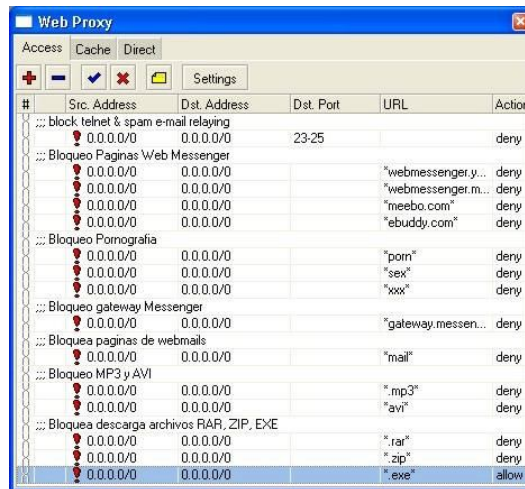 Web Proxy
Access Cache Direct
Settings
# Src. Address Dst. Address Dst. Port URL Action
;;; block telnet & spam e-mail relaying
0.0.0.0/0 0.0.0.0/0 23-25 deny
;;; Bloqueo Paginas Web Messenger
0.0.0.0/0 0.0.0.0/0 *webmessenger.y... deny
0.0.0.0/0 0.0.0.0/0 *webmessenger.m... deny
0.0.0.0/0 0.0.0.0/0 *meebo.com* deny
0.0.0.0/0 0.0.0.0/0 *ebuddy.com* deny
;;; Bloqueo Pornografia
0.0.0.0/0 0.0.0.0/0 *porn* deny
0.0.0.0/0 0.0.0.0/0 *sex* deny
0.0.0.0/0 0.0.0.0/0 *xxx* deny
;;; Bloqueo gateway Messenger
0.0.0.0/0 0.0.0.0/0 *gateway.messen... deny
;;; Bloquea paginas de webmails
0.0.0.0/0 0.0.0.0/0 *mail* deny
;;; Bloqueo MP3 y AVI
0.0.0.0/0 0.0.0.0/0 *.mp3* deny
0.0.0.0/0 0.0.0.0/0 *avi* deny
;;; Bloquea descarga archivos RAR, ZIP, EXE
0.0.0.0/0 0.0.0.0/0 *.rar* deny
0.0.0.0/0 0.0.0.0/0 *.zip* deny
0.0.0.0/0 0.0.0.0/0 *.exe* allow